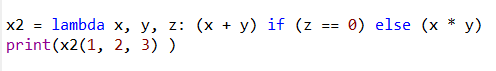 x2 = lambda x, y, z: (x + y) if (z == 0) else (x * y)
print(x2(1, 2, 3) )